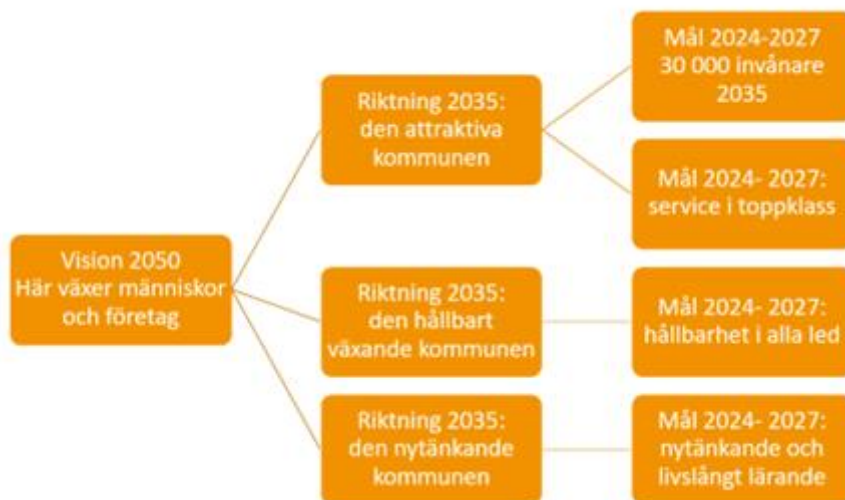 Vision 2050
Här växer människor
och företag
Riktning 2035:
den attraktiva
kommunen
Mål 2024-2027
30 000 invånare
2035
Mål 2024- 2027:
service i toppklass
Riktning 2035:
den hållbart
växande kommunen
Mål 2024- 2027:
hållbarhet i alla led
Riktning 2035:
den nytänkande
kommunen
Mål 2024- 2027:
nytänkande och
livslångt lärande